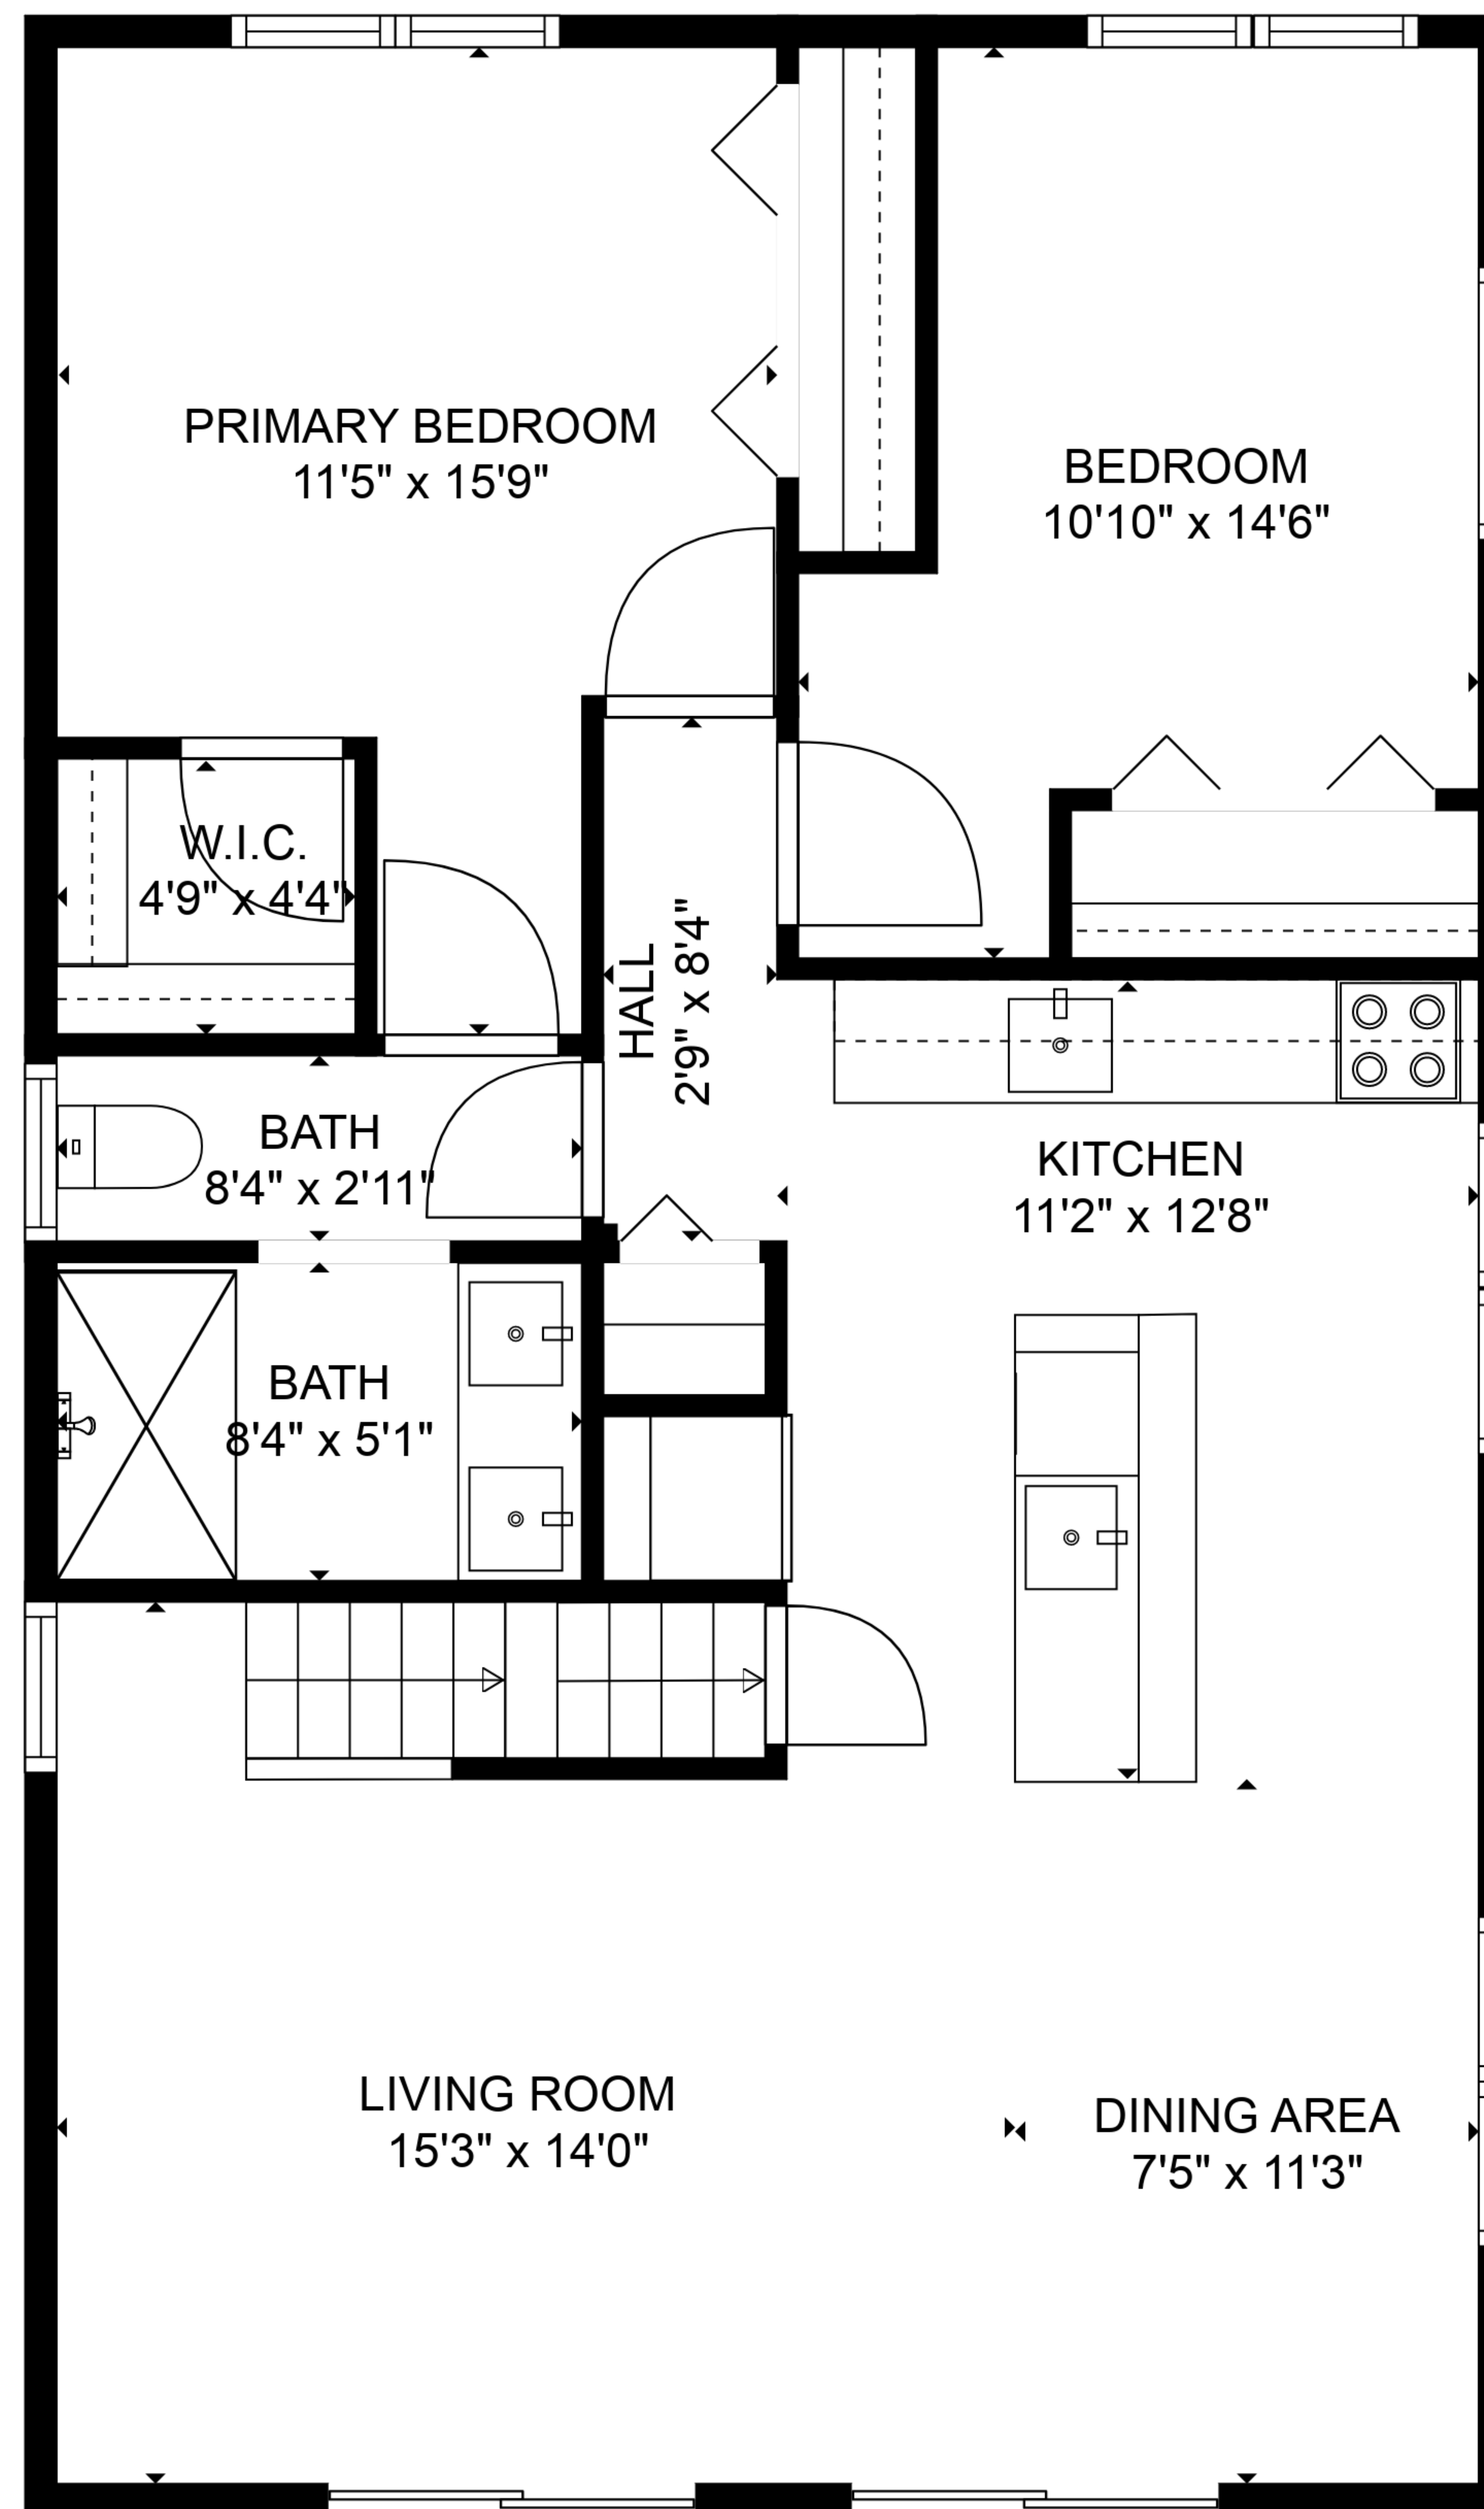 PRIMARY BEDROOM
11'5" x 15'9"
BEDROOM
10'10" x 14'6"
W.I.C.
4'9" x 4'4"
HALL
2'9" x 8'4"
BATH
8'4" x 2'11"
KITCHEN
11'2" x 12'8"
BATH
8'4" x 5'1"
LIVING ROOM
15'3" x 14'0"
DINING AREA
7'5" x 11'3"